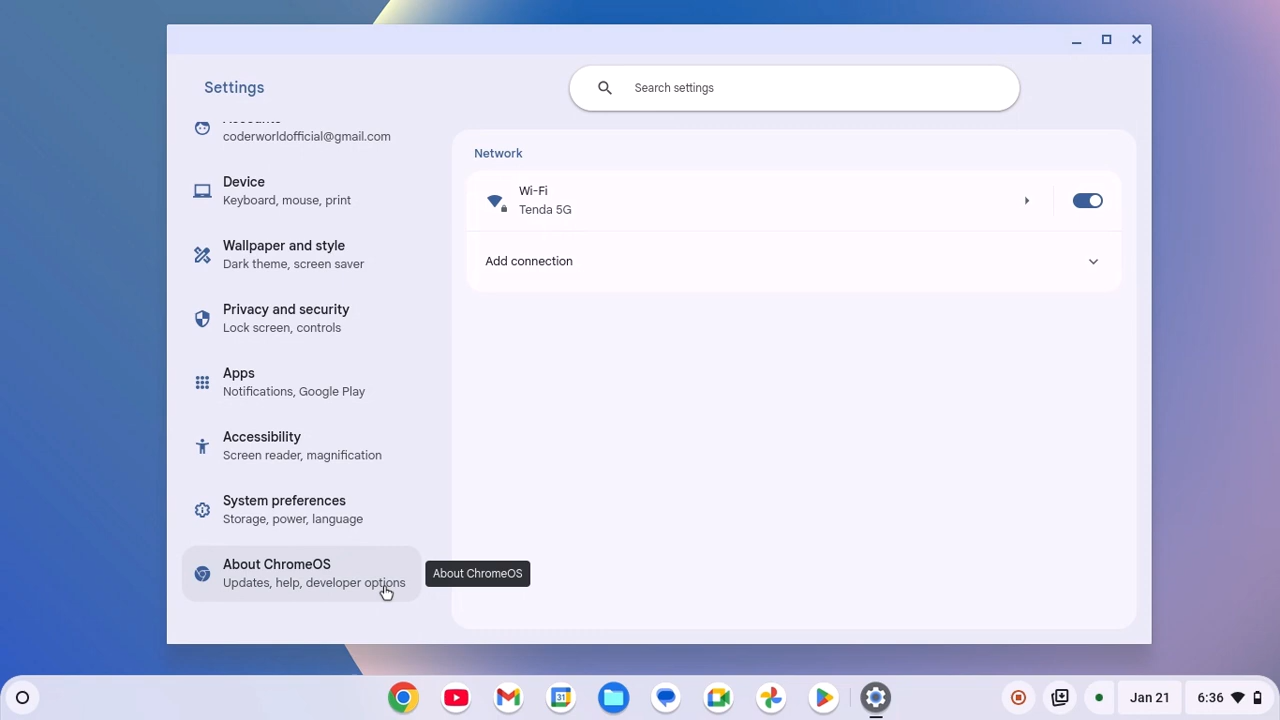 Settings
Search settings
Accounts
coderworldofficial@gmail.com
Device
Keyboard, mouse, print
Wallpaper and style
Dark theme, screen saver
Privacy and security
Lock screen, controls
Apps
Notifications, Google Play
Accessibility
Screen reader, magnification
System preferences
Storage, power, language
About ChromeOS
Updates, help, developer options
About ChromeOS
Network
Wi-Fi
Tenda 5G
Add connection
31
Jan 21
6:36